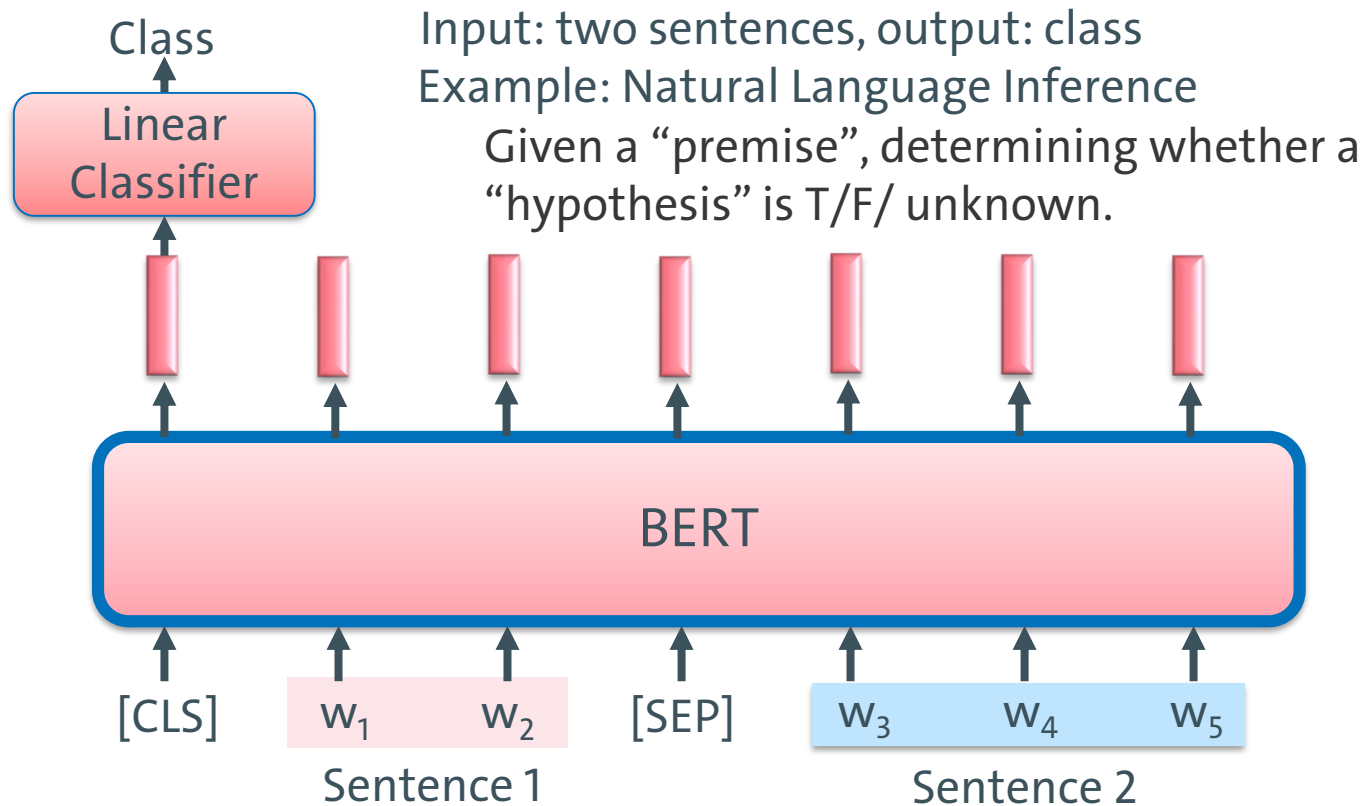 Class
Linear
Classifier
Input: two sentences, output: class
Example: Natural Language Inference
Given a “premise”, determining whether a
“hypothesis” is T/F/ unknown.
BERT
[CLS] w₁ w₂ [SEP] w₃ w₄ w₅
Sentence 1 Sentence 2